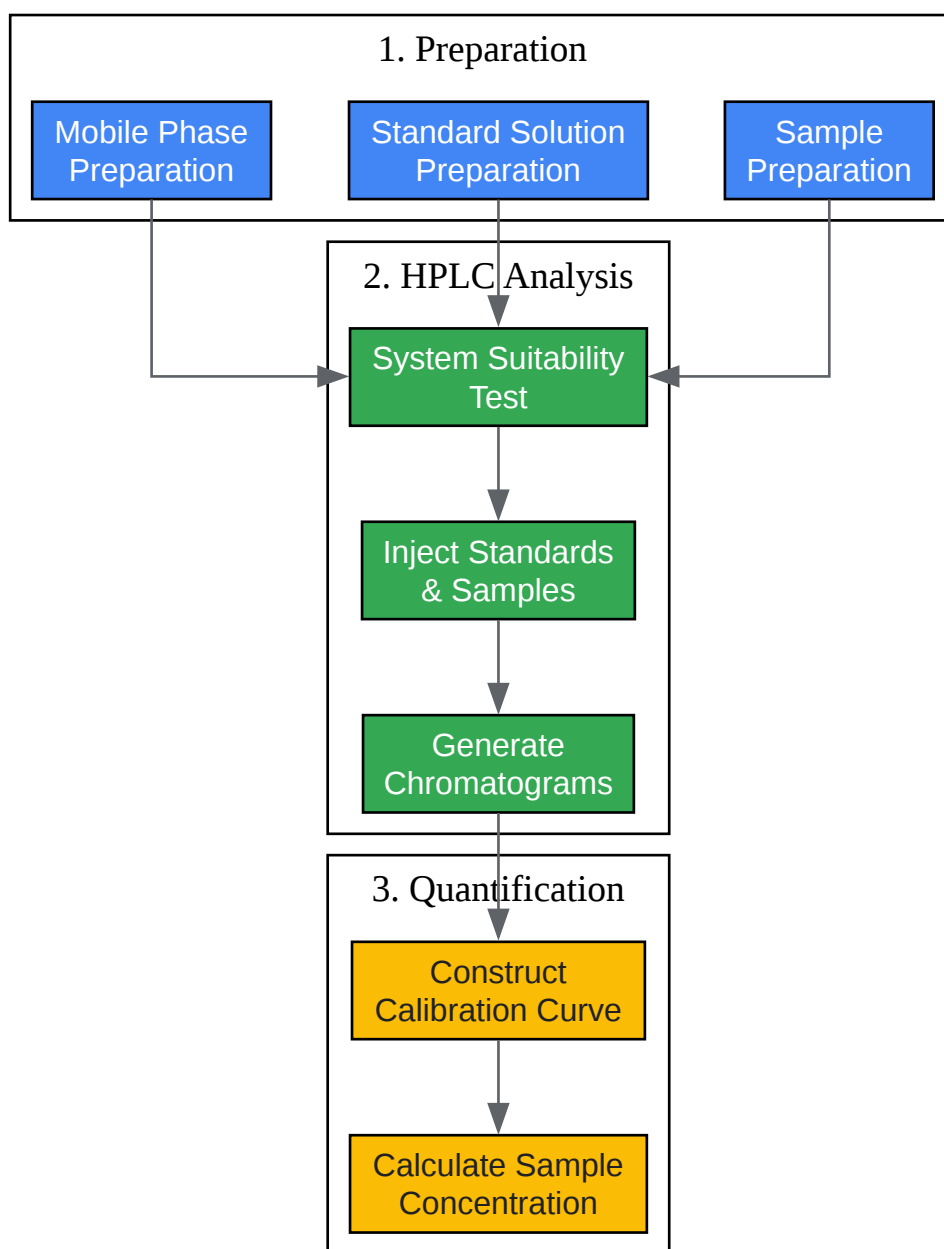 1. Preparation
Mobile Phase
Preparation
Standard Solution
Preparation
Sample
Preparation
2. HPLC Analysis
System Suitability
Test
Inject Standards
& Samples
Generate
Chromatograms
3. Quantification
Construct
Calibration Curve
Calculate Sample
Concentration